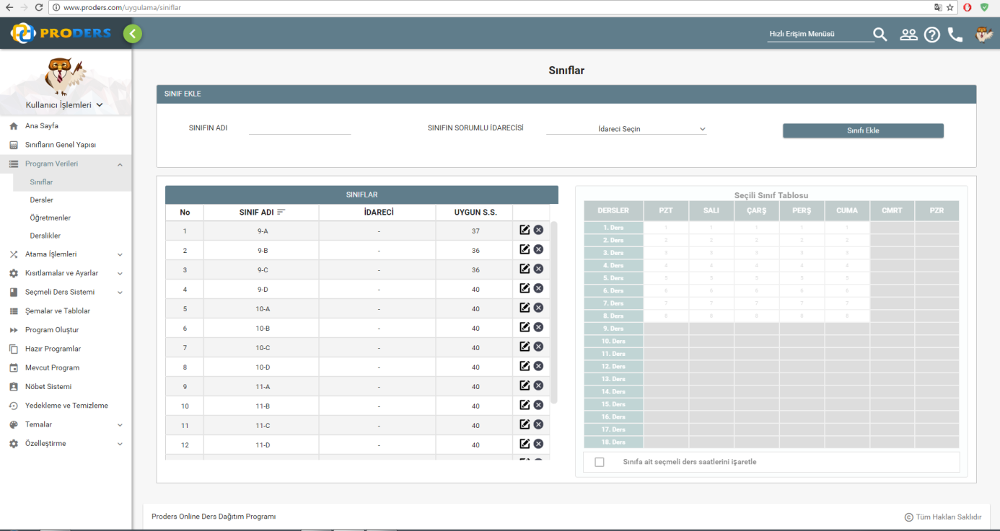 www.proders.com/uygulama/siniflar
PRODERS
Hızlı Erişim Menüsü
Kullanıcı İşlemleri
Ana Sayfa
Sınıfların Genel Yapısı
Program Verileri
Sınıflar
Dersler
Öğretmenler
Derslikler
Atama İşlemleri
Kısıtlamalar ve Ayarlar
Seçmeli Ders Sistemi
Şemalar ve Tablolar
Program Oluştur
Hazır Programlar
Mevcut Program
Nöbet Sistemi
Yedekleme ve Temizleme
Temalar
Özelleştirme
Sınıflar
SINIF EKLE
SINIFIN ADI
SINIFIN SORUMLU İDARECİSİ
İdareci Seçin
Sınıfı Ekle
SINIFLAR
No SINIF ADI İDARECİ UYGUN S.S.
1 9-A - 37
2 9-B - 36
3 9-C - 36
4 9-D - 40
5 10-A - 40
6 10-B - 40
7 10-C - 40
8 10-D - 40
9 11-A - 40
10 11-B - 40
11 11-C - 40
12 11-D - 40
Seçili Sınıf Tablosu
DERSLER PZT SALI ÇARŞ PERŞ CUMA CMRT PZR
1. Ders 1 1 1 1 1
2. Ders 2 2 2 2 2
3. Ders 3 3 3 3 3
4. Ders 4 4 4 4 4
5. Ders 5 5 5 5 5
6. Ders 6 6 6 6 6
7. Ders 7 7 7 7 7
8. Ders 8 8 8 8 8
9. Ders
10. Ders
11. Ders
12. Ders
13. Ders
14. Ders
15. Ders
16. Ders
17. Ders
18. Ders
Sınıfa ait seçmeli ders saatlerini işaretle
Proders Online Ders Dağıtım Programı
© Tüm Hakları Saklıdır